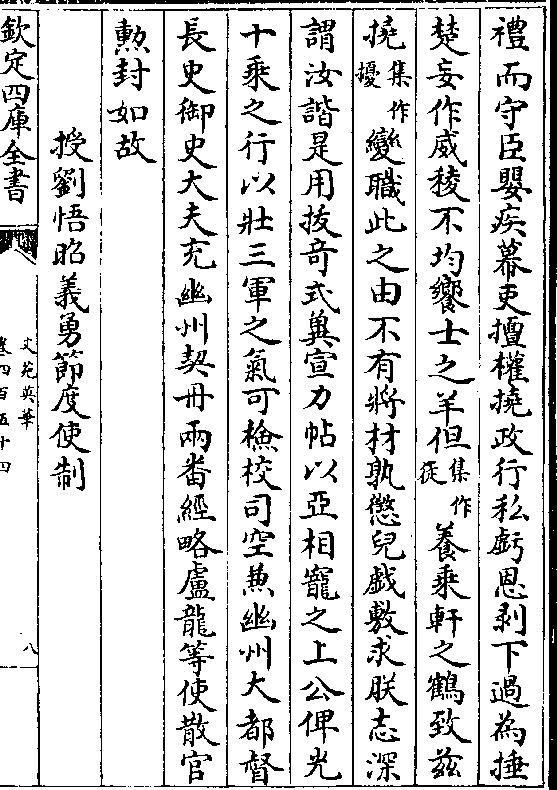 禮而守臣嬰疾幕吏擅權撓政行私虧恩剥下過為捶
楚妄作威稜不均饗士之羊但集作徒養乘軒之鶴致兹
撓集作擾變職此之由不有將材孰懲兒戲敷求朕志深
謂汝諧是用拔竒式冀宣力帖以亞相寵之上公俾光
十乘之行以壯三軍之氣可檢校司空兼幽州大都督
長史御史大夫充幽州契丹兩畨經略盧龍等使散官
勲封如故
授劉悟昭義勇節度使制
欽定四庫全書
文苑英華
卷四百五十四
八